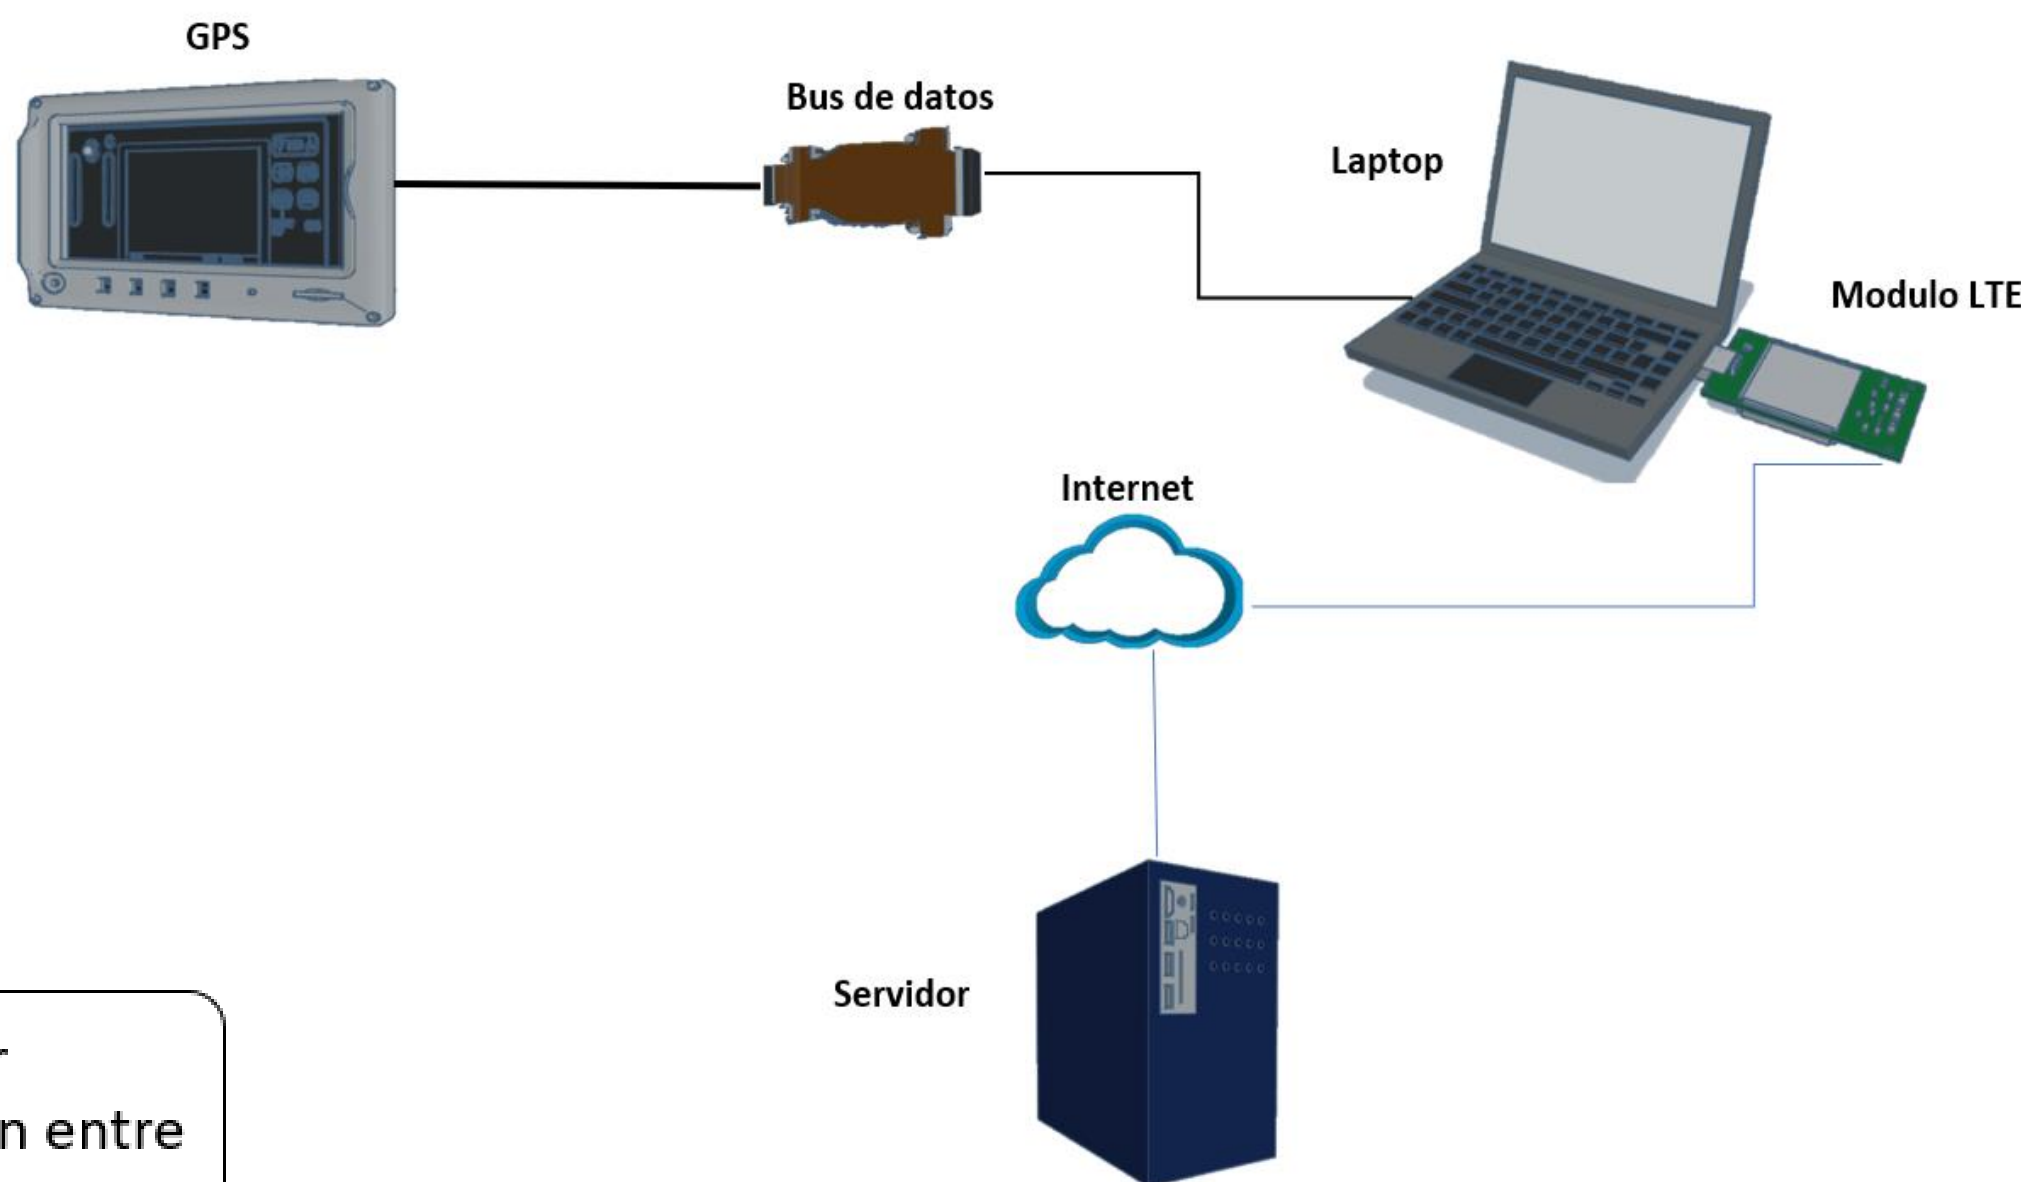 GPS
Bus de datos
Laptop
Modulo LTE
Internet
Servidor
entre